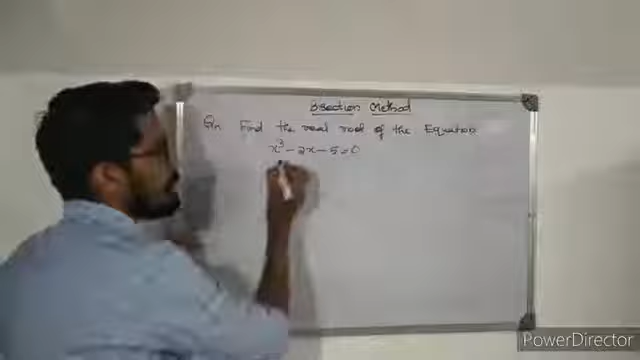 Bisection Method
Qn Find the real root of the Equation
x³ - 2x - 5 = 0
PowerDirector